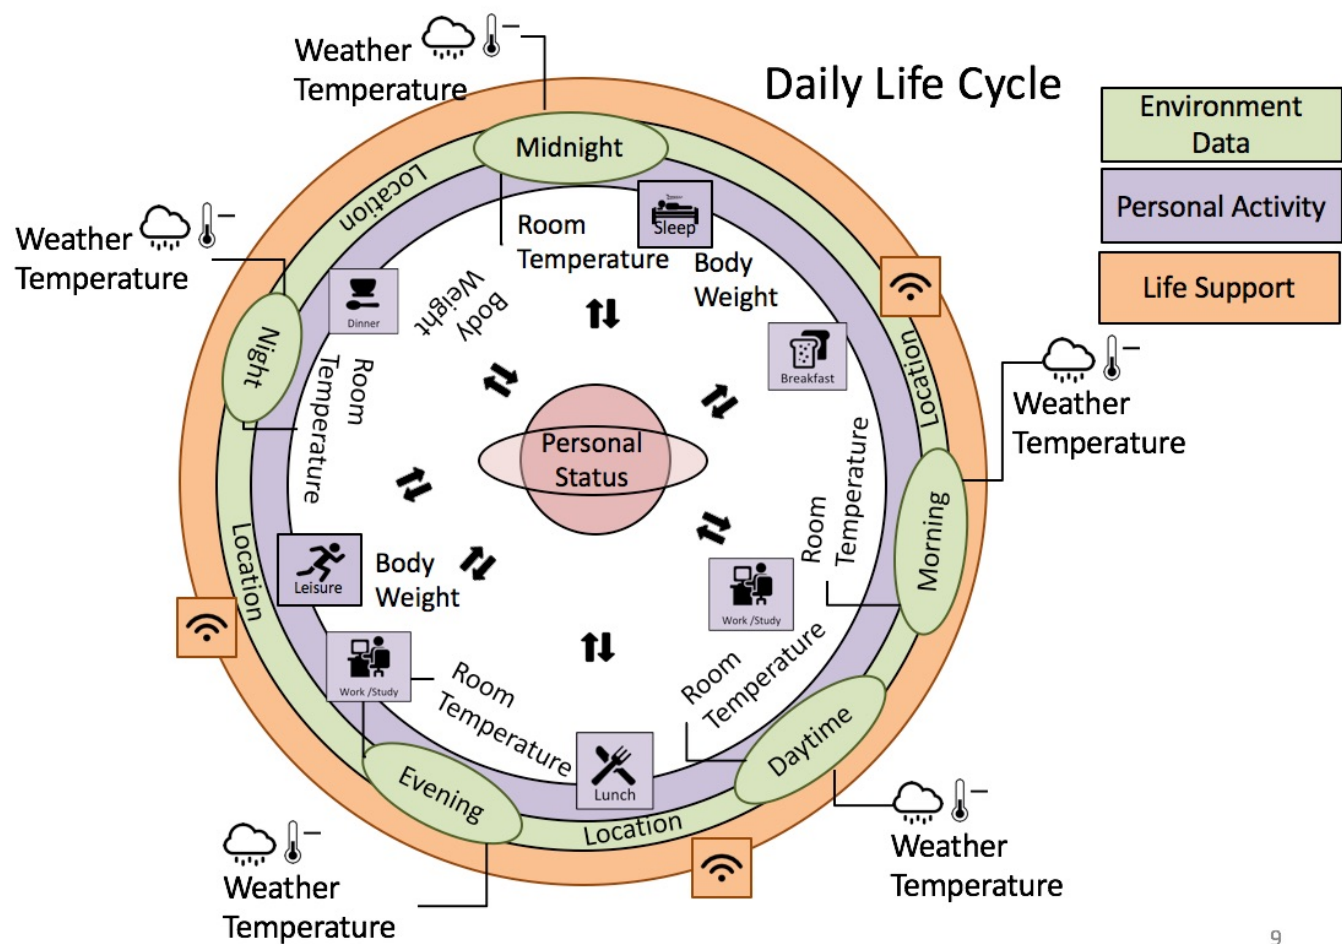 Daily Life Cycle
Environment
Data
Personal Activity
Life Support
Weather
Temperature
Midnight
Location
Room
Temperature
Sleep
Body
Weight
Breakfast
Location
Weather
Temperature
Morning
Room
Temperature
Work /Study
Room
Temperature
Daytime
Weather
Temperature
Location
Lunch
Evening
Weather
Temperature
Room
Temperature
Work /Study
Leisure
Body
Weight
Location
Night
Weather
Temperature
Room
Temperature
Dinner
Body
Weight
Location
Personal
Status
9